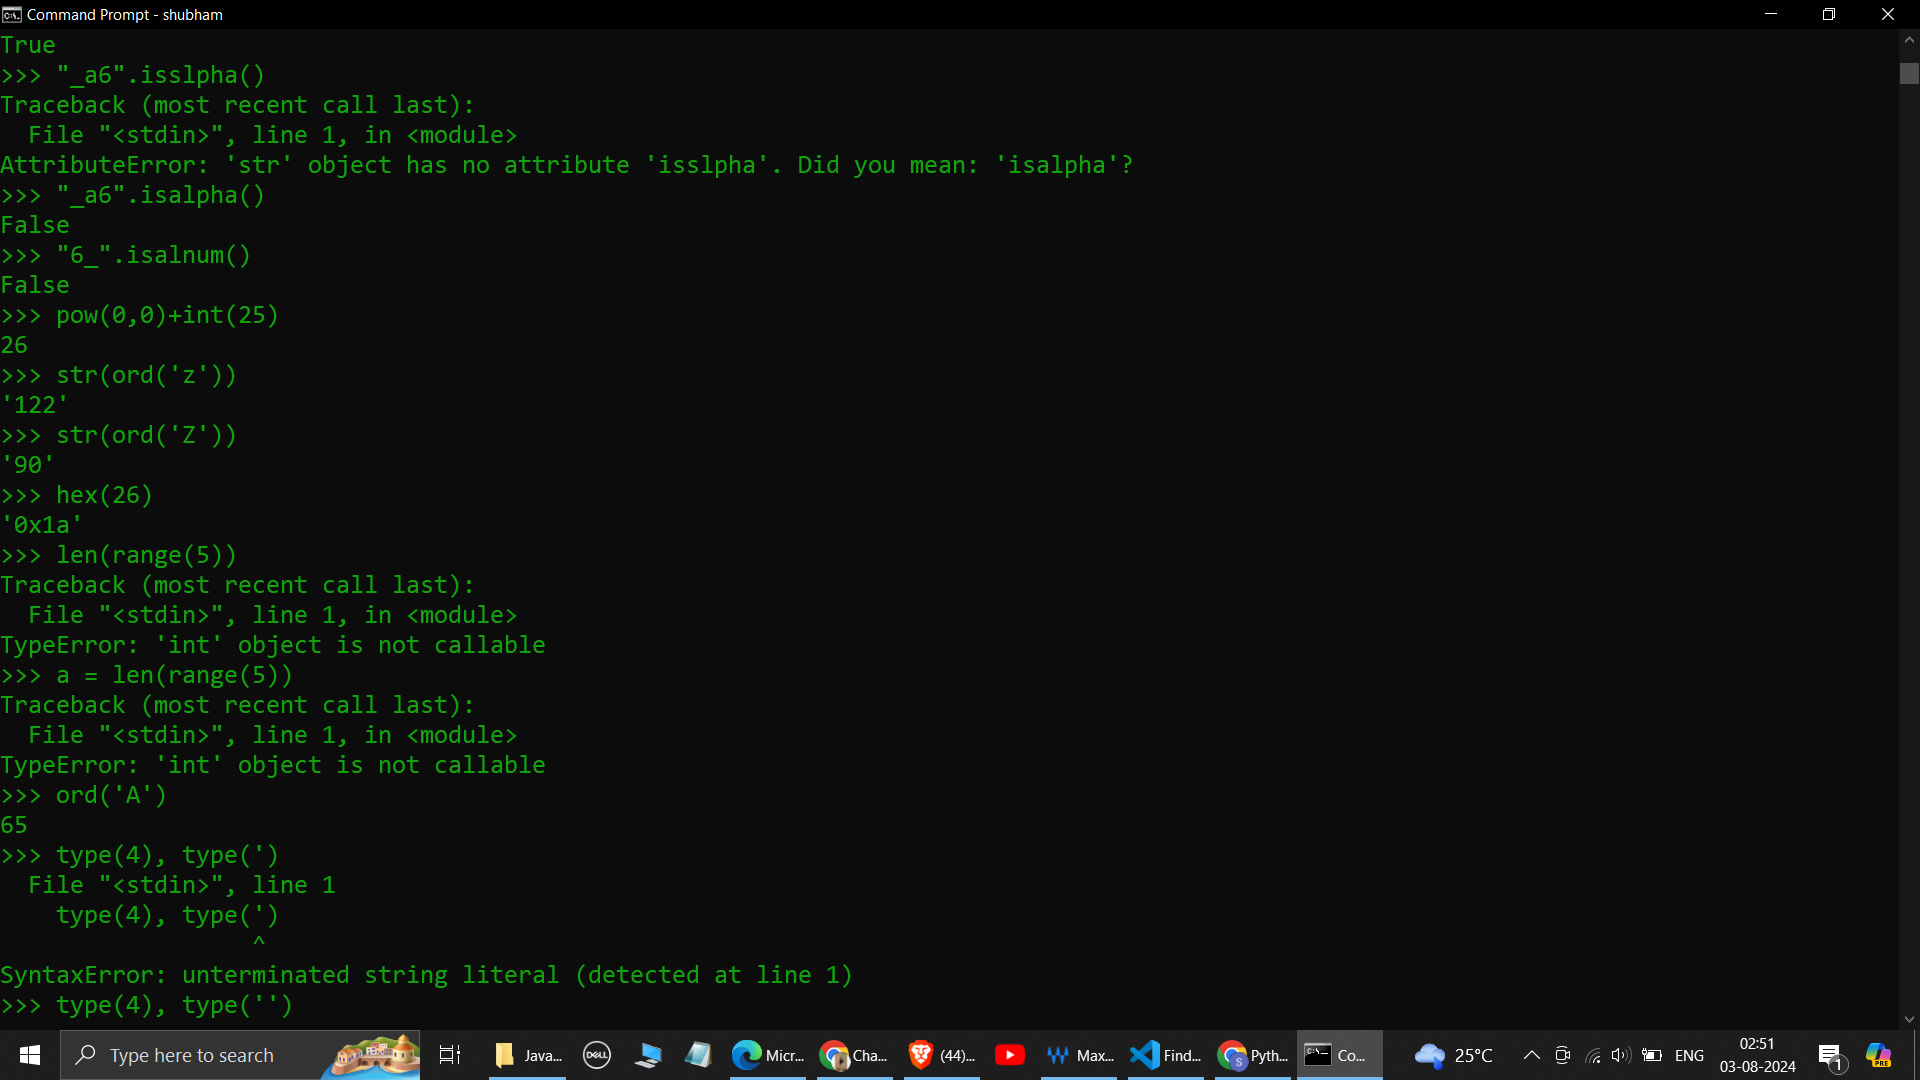 Command Prompt - shubham
True
>>> "_a6".isslpha()
Traceback (most recent call last):
  File "<stdin>", line 1, in <module>
AttributeError: 'str' object has no attribute 'isslpha'. Did you mean: 'isalpha'?
>>> "_a6".isalpha()
False
>>> "6_".isalnum()
False
>>> pow(0,0)+int(25)
26
>>> str(ord('z'))
'122'
>>> str(ord('Z'))
'90'
>>> hex(26)
'0x1a'
>>> len(range(5))
Traceback (most recent call last):
  File "<stdin>", line 1, in <module>
TypeError: 'int' object is not callable
>>> a = len(range(5))
Traceback (most recent call last):
  File "<stdin>", line 1, in <module>
TypeError: 'int' object is not callable
>>> ord('A')
65
>>> type(4), type(')
  File "<stdin>", line 1
    type(4), type(')
                  ^
SyntaxError: unterminated string literal (detected at line 1)
>>> type(4), type('')
Type here to search
Java...
DELL
Micr...
Cha...
(44)...
Max...
Find...
S
Pyth...
Co...
25°C
ENG
02:51
03-08-2024
1
PRE